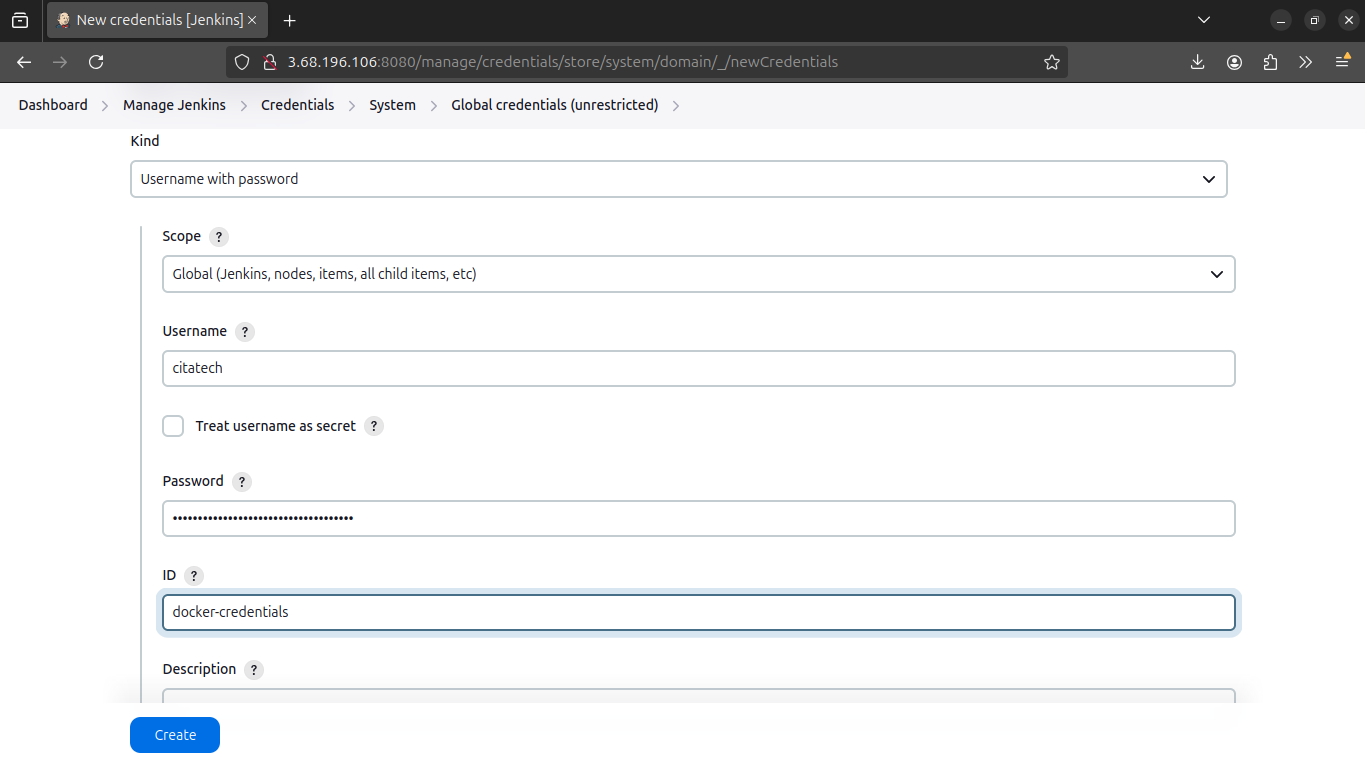 New credentials [Jenkins]
3.68.196.106:8080/manage/credentials/store/system/domain/_/newCredentials
Dashboard > Manage Jenkins > Credentials > System > Global credentials (unrestricted) >
Kind
Username with password
Scope ?
Global (Jenkins, nodes, items, all child items, etc)
Username ?
citatech
Treat username as secret ?
Password ?
••••••••••••••••••••••••••••••••••••
ID ?
docker-credentials
Description ?
Create